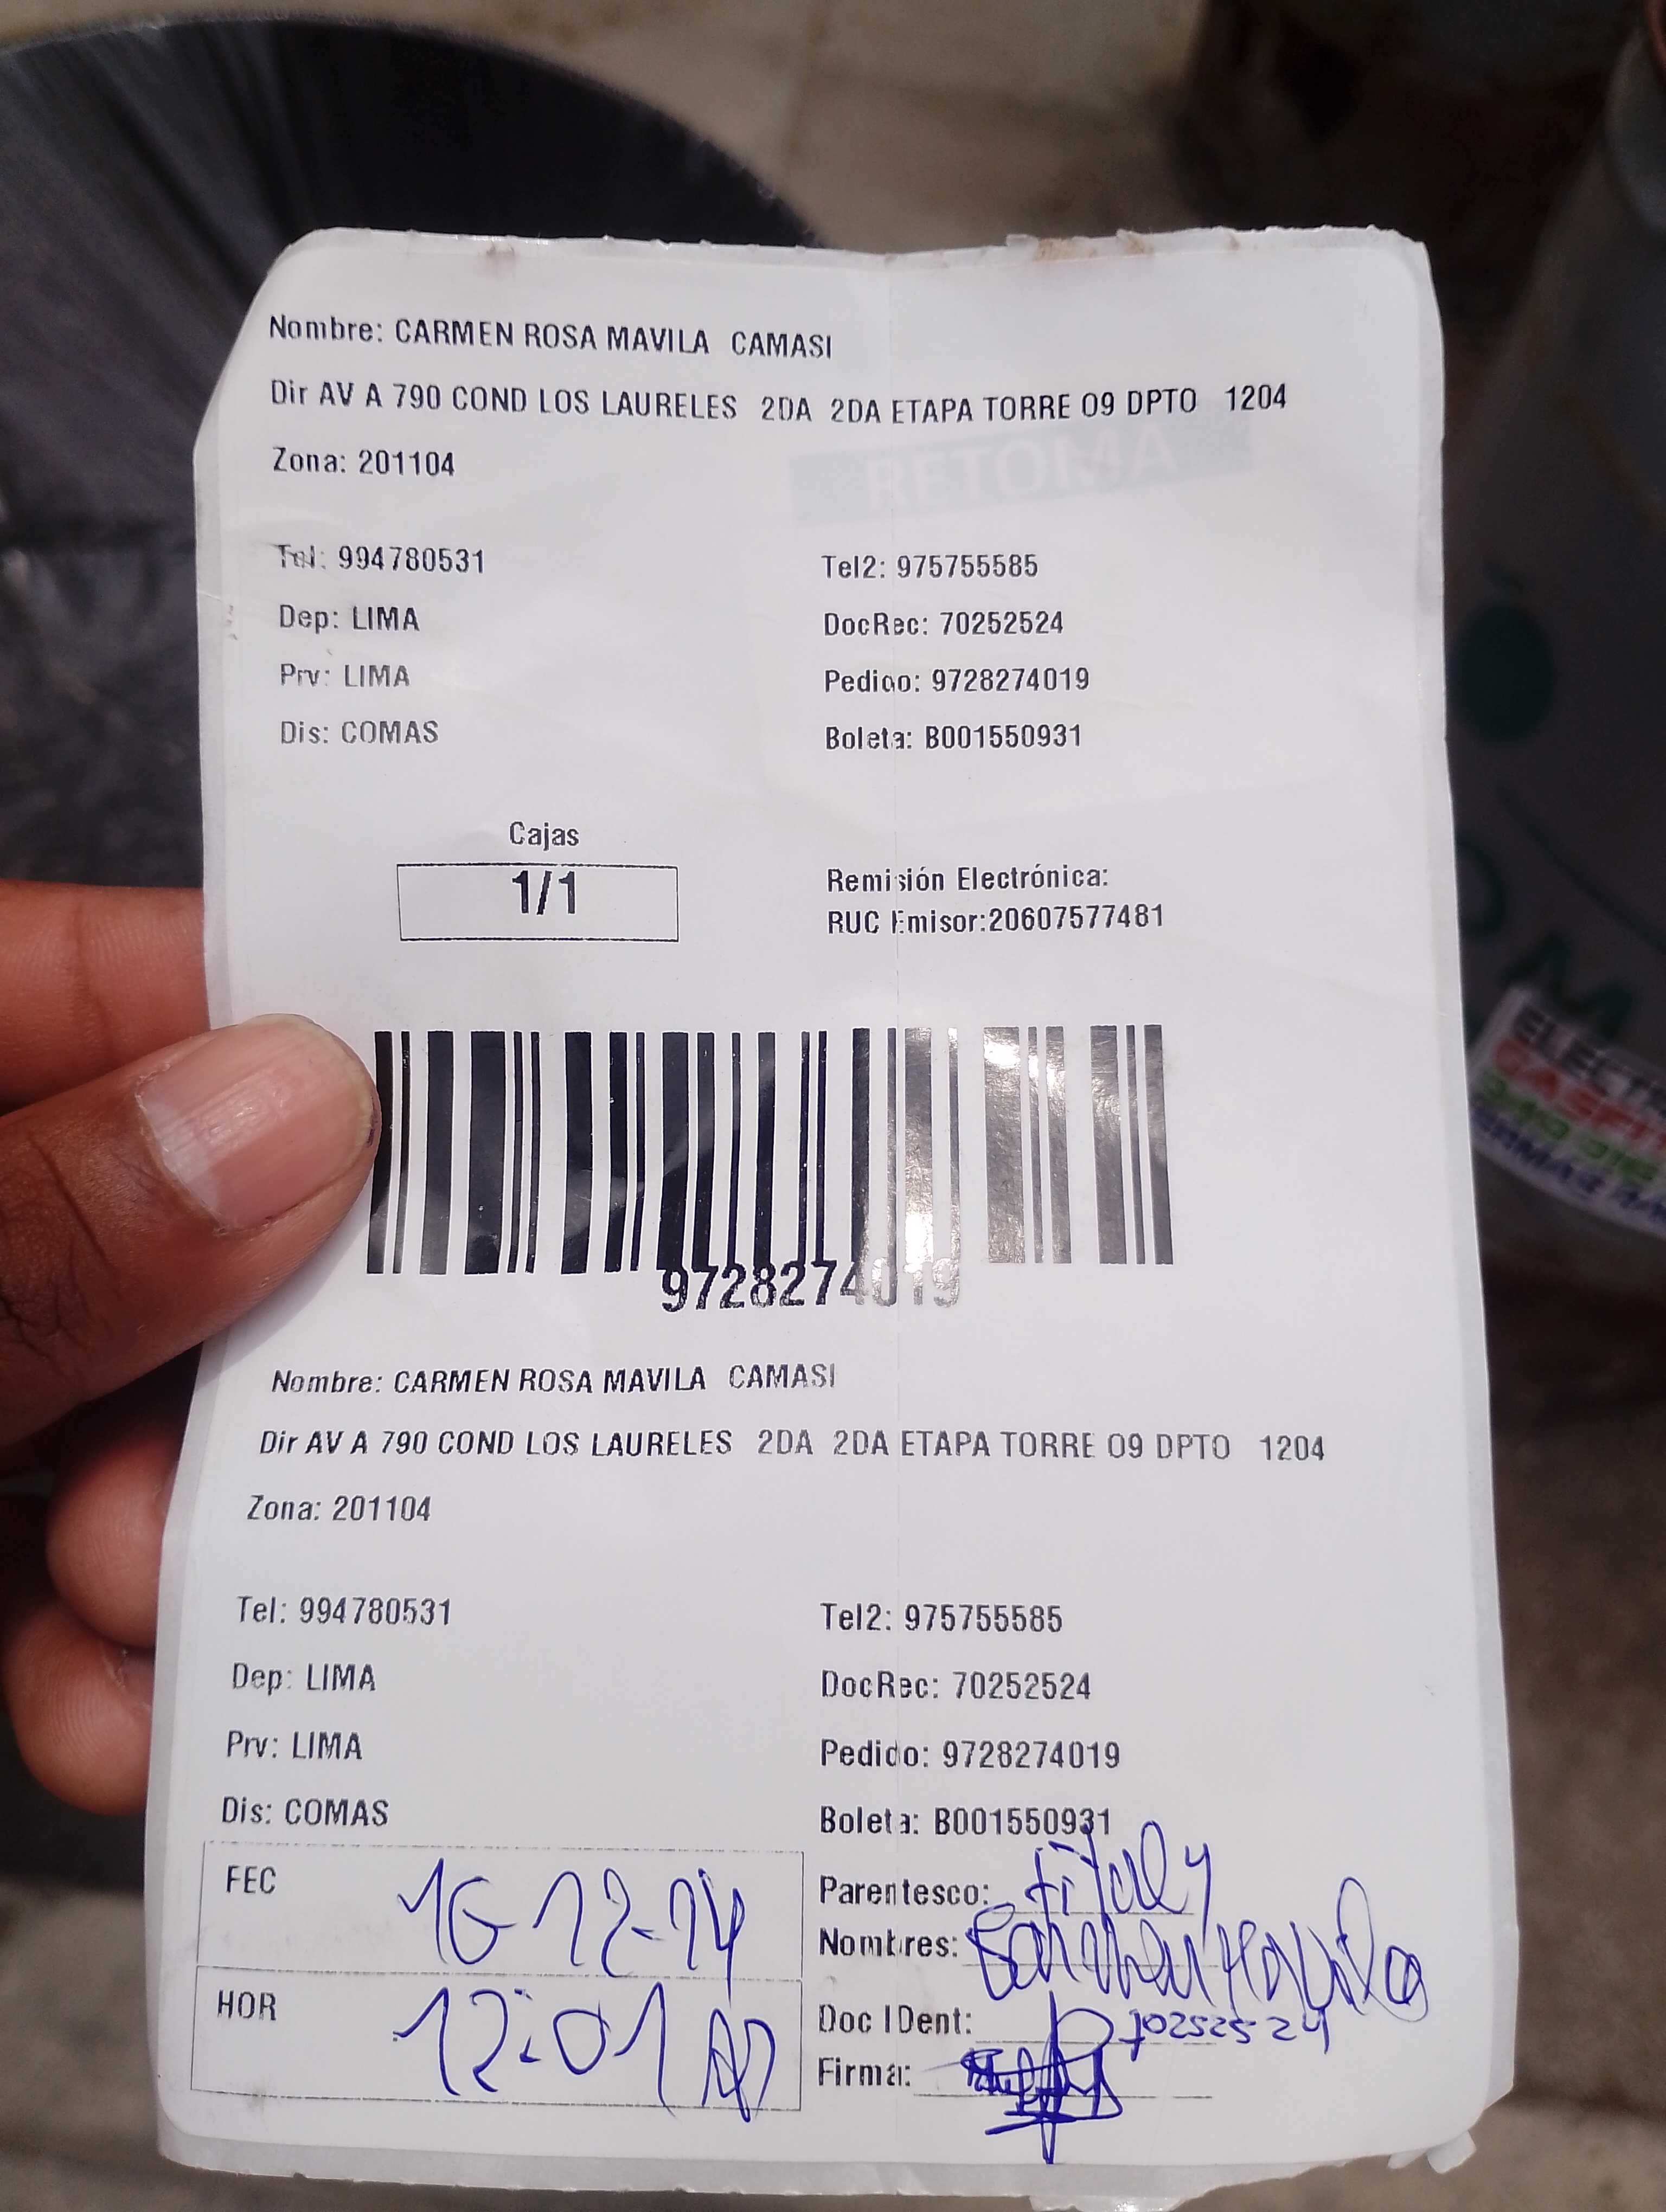 Nombre: CARMEN ROSA MAVILA CAMASI
Dir AV A 790 COND LOS LAURELES 2DA 2DA ETAPA TORRE 09 DPTO 1204
RETOMA
Zona: 201104
Tel: 994780531 Tel2: 975755585
Dep: LIMA DocRec: 70252524
Prv: LIMA Pedido: 9728274019
Dis: COMAS Boleta: B001550931
Cajas
1/1
Remisión Electrónica:
RUC Emisor:20607577481
9728274019
Nombre: CARMEN ROSA MAVILA CAMASI
Dir AV A 790 COND LOS LAURELES 2DA 2DA ETAPA TORRE 09 DPTO 1204
Zona: 201104
Tel: 994780531 Tel2: 975755585
Dep: LIMA DocRec: 70252524
Prv: LIMA Pedido: 9728274019
Dis: COMAS Boleta: B001550931
FEC 16-12-24
HOR 12:01
Parentesco:
Nombres: Carmen Mavila
Doc IDent: 70252524
Firma: